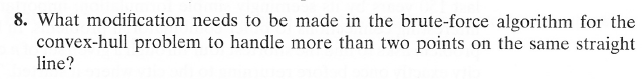 8. What modification needs to be made in the brute-force algorithm for the
convex-hull problem to handle more than two points on the same straight
line?